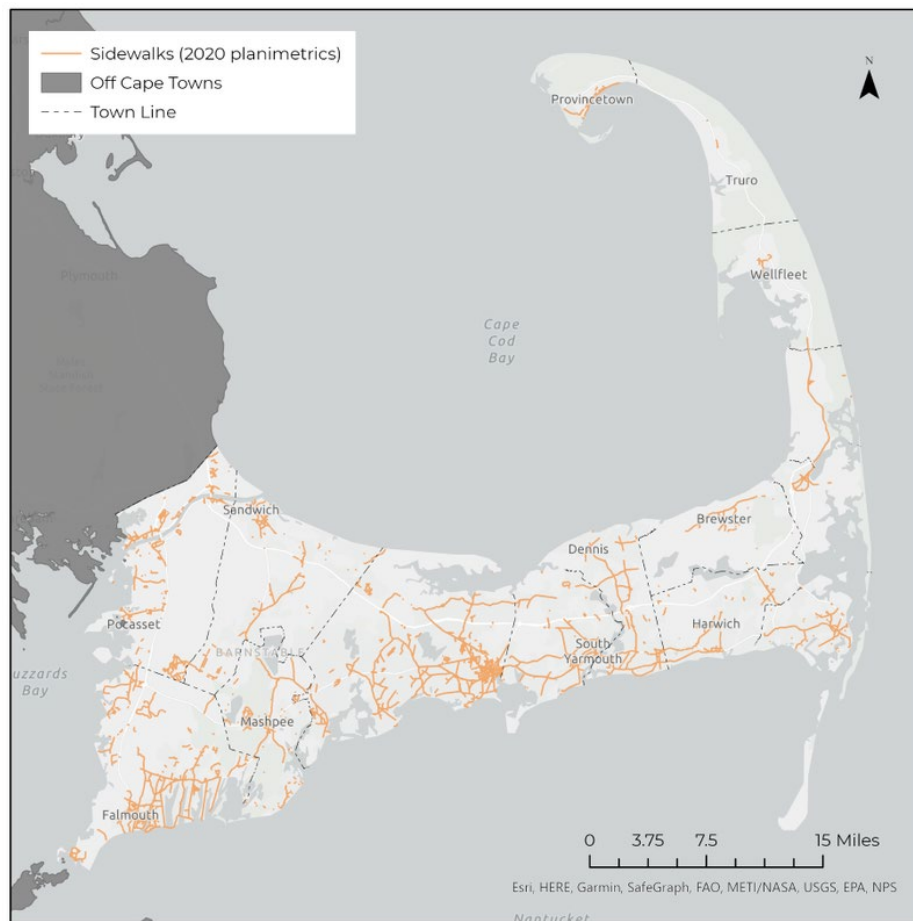 Sidewalks (2020 planimetrics)
Off Cape Towns
Town Line
N
Provincetown
Truro
Wellfleet
Plymouth
Cape
Cod
Bay
Sandwich
Brewster
Dennis
Pocasset
BARNSTABLE
Harwich
South
Yarmouth
Bay
Mashpee
Falmouth
0 3.75 7.5 15 Miles
Esri, HERE, Garmin, SafeGraph, FAO, METI/NASA, USGS, EPA, NPS
Nantucket